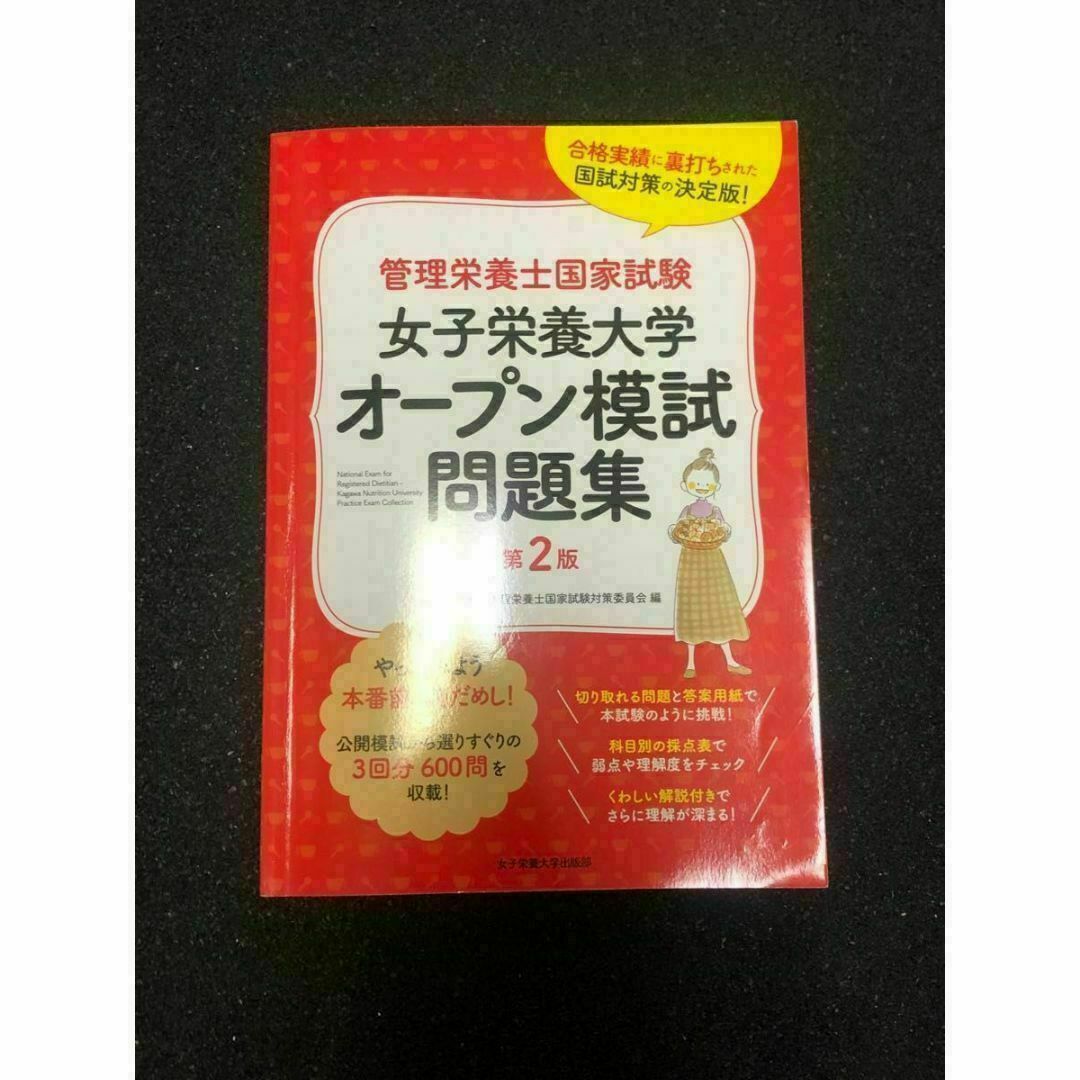 合格実績に裏打ちされた
国試対策の決定版!
管理栄養士国家試験
女子栄養大学
オープン模試
問題集
National Exam for
Registered Dietitian -
Kagawa Nutrition University
Practice Exam Collection
第2版
栄養士国家試験対策委員会 編
よう
本番 だめし!
公開模試 選りすぐりの
3回分 600問を
収載!
切り取れる問題と答案用紙で
本試験のように挑戦!
科目別の採点表で
弱点や理解度をチェック
くわしい解説付きで
さらに理解が深まる!
女子栄養大学出版部